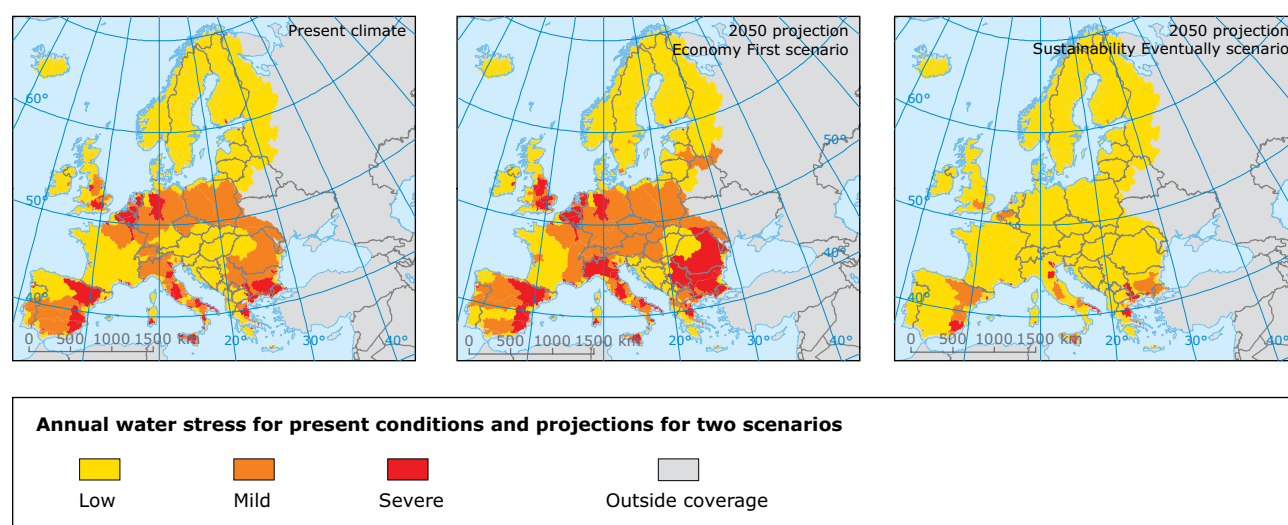 Present climate
60°
50°
40°
0 500 1000 1500 km
20° 30°
2050 projection
Economy First scenario
50°
40°
0 500 1000 1500 km
20° 30°
2050 projection
Sustainability Eventually scenario
60°
50°
40°
0 500 1000 1500 km
20° 30°
Annual water stress for present conditions and projections for two scenarios
Low Mild Severe Outside coverage